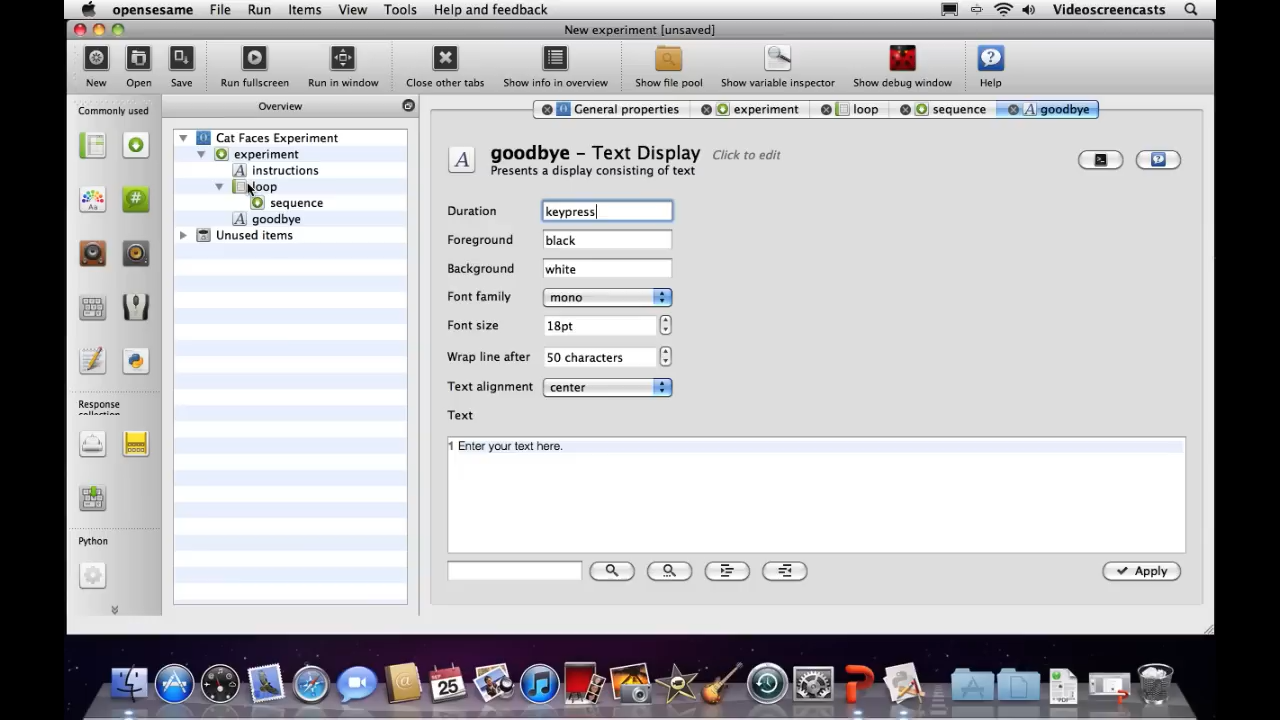 opensesame File Run Items View Tools Help and feedback Videoscreencasts
New experiment [unsaved]
New Open Save Run fullscreen Run in window Close other tabs Show info in overview Show file pool Show variable inspector Show debug window Help
Commonly used
Overview
General properties experiment loop sequence goodbye
Cat Faces Experiment
experiment
instructions
loop
sequence
goodbye
Unused items
Aa
Response
collection
Python
A goodbye – Text Display Click to edit
Presents a display consisting of text
Duration keypress
Foreground black
Background white
Font family mono
Font size 18pt
Wrap line after 50 characters
Text alignment center
Text
1 Enter your text here.
Apply
25